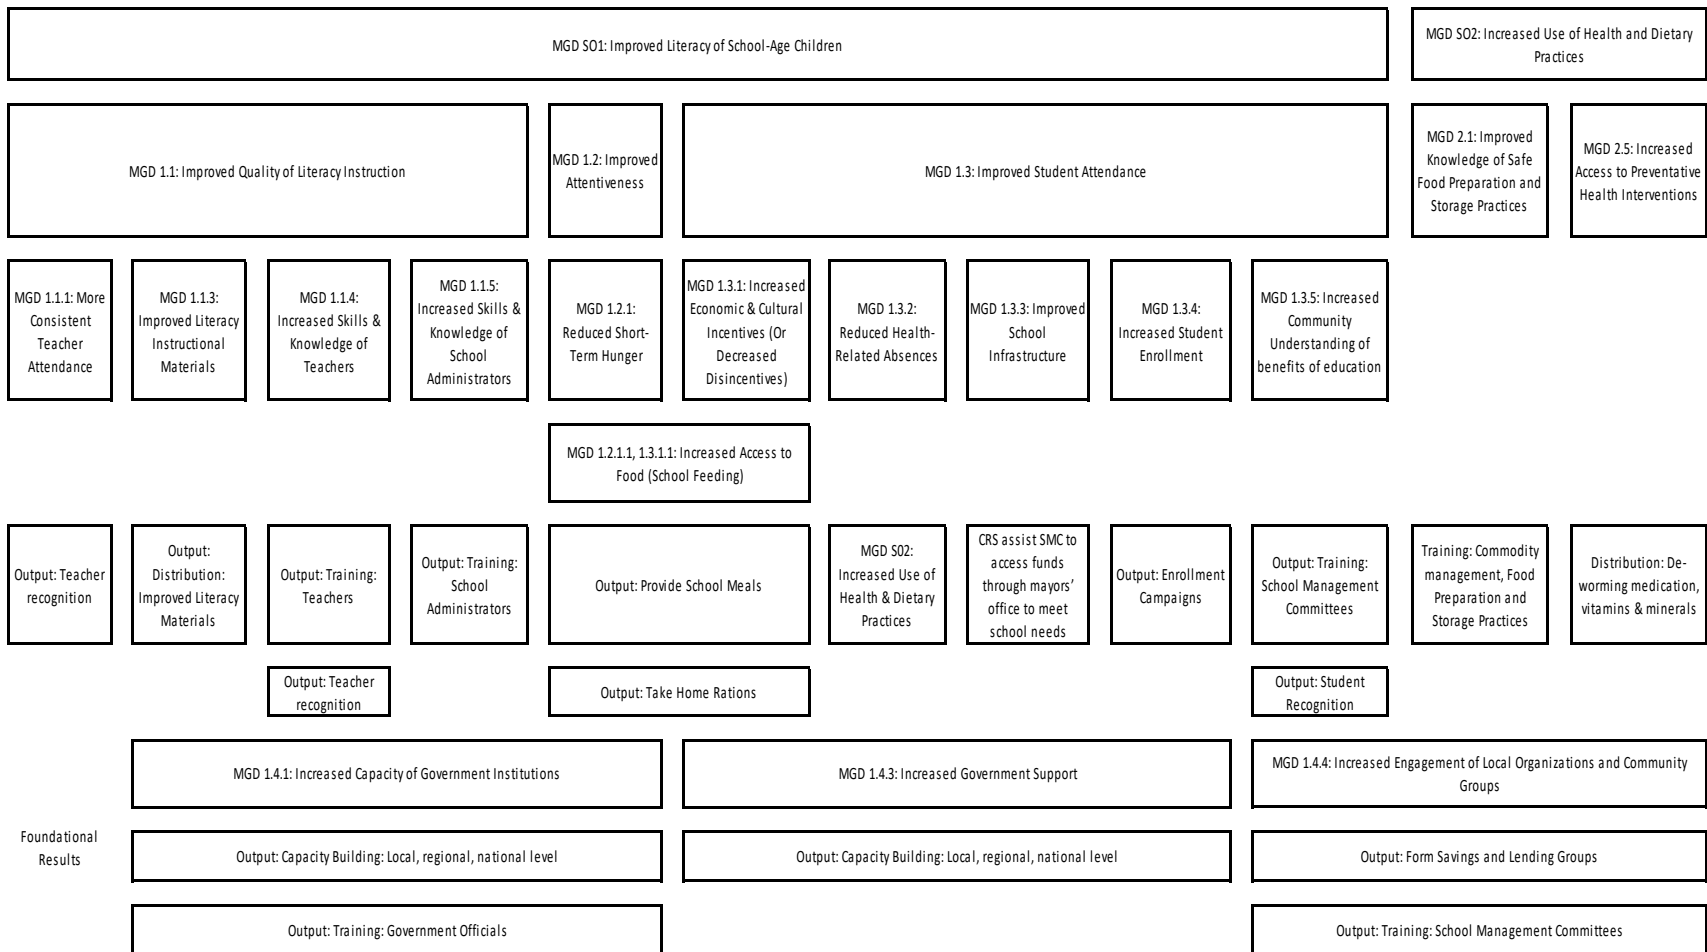 MGD SO1: Improved Literacy of School-Age Children
MGD SO2: Increased Use of Health and Dietary
Practices
MGD 1.1: Improved Quality of Literacy Instruction
MGD 1.2: Improved
Attentiveness
MGD 1.3: Improved Student Attendance
MGD 2.1: Improved
Knowledge of Safe
Food Preparation and
Storage Practices
MGD 2.5: Increased
Access to Preventative
Health Interventions
MGD 1.1.1: More
Consistent
Teacher
Attendance
MGD 1.1.3:
Improved Literacy
Instructional
Materials
MGD 1.1.4:
Increased Skills &
Knowledge of
Teachers
MGD 1.1.5:
Increased Skills &
Knowledge of
School
Administrators
MGD 1.2.1:
Reduced Short-
Term Hunger
MGD 1.3.1: Increased
Economic & Cultural
Incentives (Or
Decreased
Disincentives)
MGD 1.3.2:
Reduced Health-
Related Absences
MGD 1.3.3: Improved
School
Infrastructure
MGD 1.3.4:
Increased Student
Enrollment
MGD 1.3.5: Increased
Community
Understanding of
benefits of education
MGD 1.2.1.1, 1.3.1.1: Increased Access to
Food (School Feeding)
Output: Teacher
recognition
Output:
Distribution:
Improved Literacy
Materials
Output: Training:
Teachers
Output: Training:
School
Administrators
Output: Provide School Meals
MGD S02:
Increased Use of
Health & Dietary
Practices
CRS assist SMC to
access funds
through mayors’
office to meet
school needs
Output: Enrollment
Campaigns
Output: Training:
School Management
Committees
Training: Commodity
management, Food
Preparation and
Storage Practices
Distribution: De-
worming medication,
vitamins & minerals
Output: Teacher
recognition
Output: Take Home Rations
Output: Student
Recognition
MGD 1.4.1: Increased Capacity of Government Institutions
MGD 1.4.3: Increased Government Support
MGD 1.4.4: Increased Engagement of Local Organizations and Community
Groups
Foundational
Results
Output: Capacity Building: Local, regional, national level
Output: Capacity Building: Local, regional, national level
Output: Form Savings and Lending Groups
Output: Training: Government Officials
Output: Training: School Management Committees